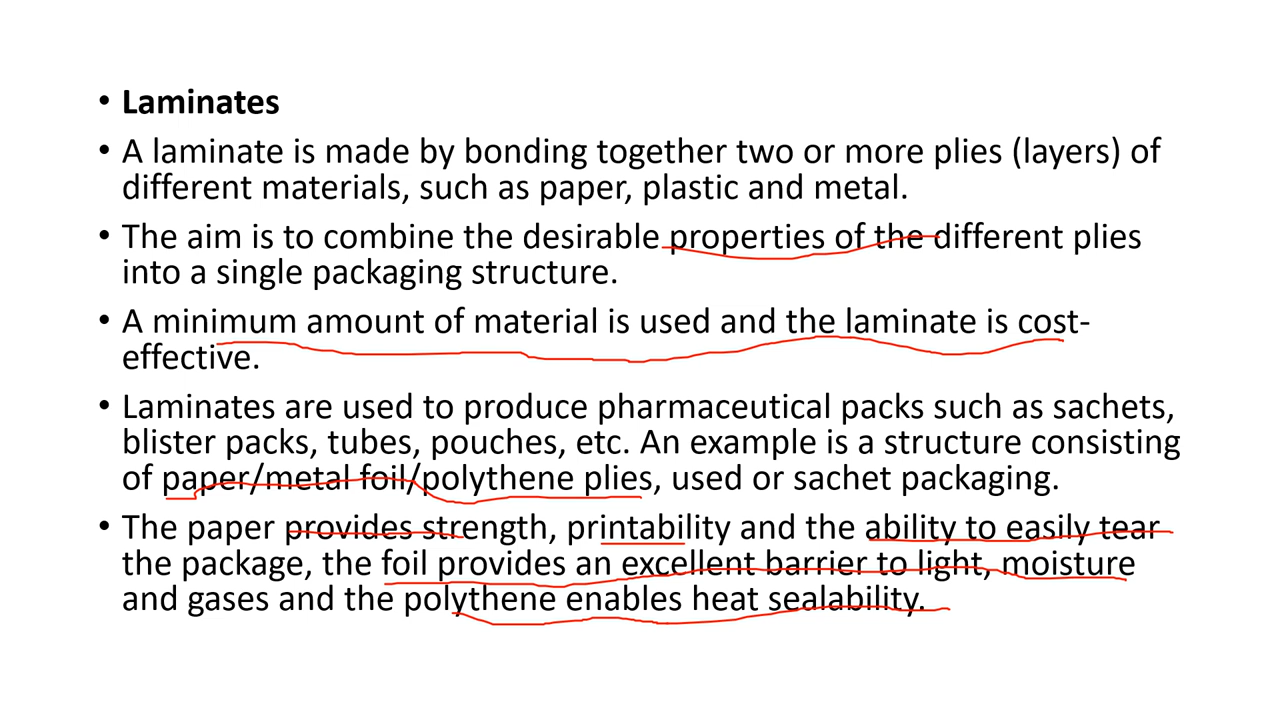 • Laminates
• A laminate is made by bonding together two or more plies (layers) of
different materials, such as paper, plastic and metal.
• The aim is to combine the desirable properties of the different plies
into a single packaging structure.
• A minimum amount of material is used and the laminate is cost-
effective.
• Laminates are used to produce pharmaceutical packs such as sachets,
blister packs, tubes, pouches, etc. An example is a structure consisting
of paper/metal foil/polythene plies, used or sachet packaging.
• The paper provides strength, printability and the ability to easily tear
the package, the foil provides an excellent barrier to light, moisture
and gases and the polythene enables heat sealability.